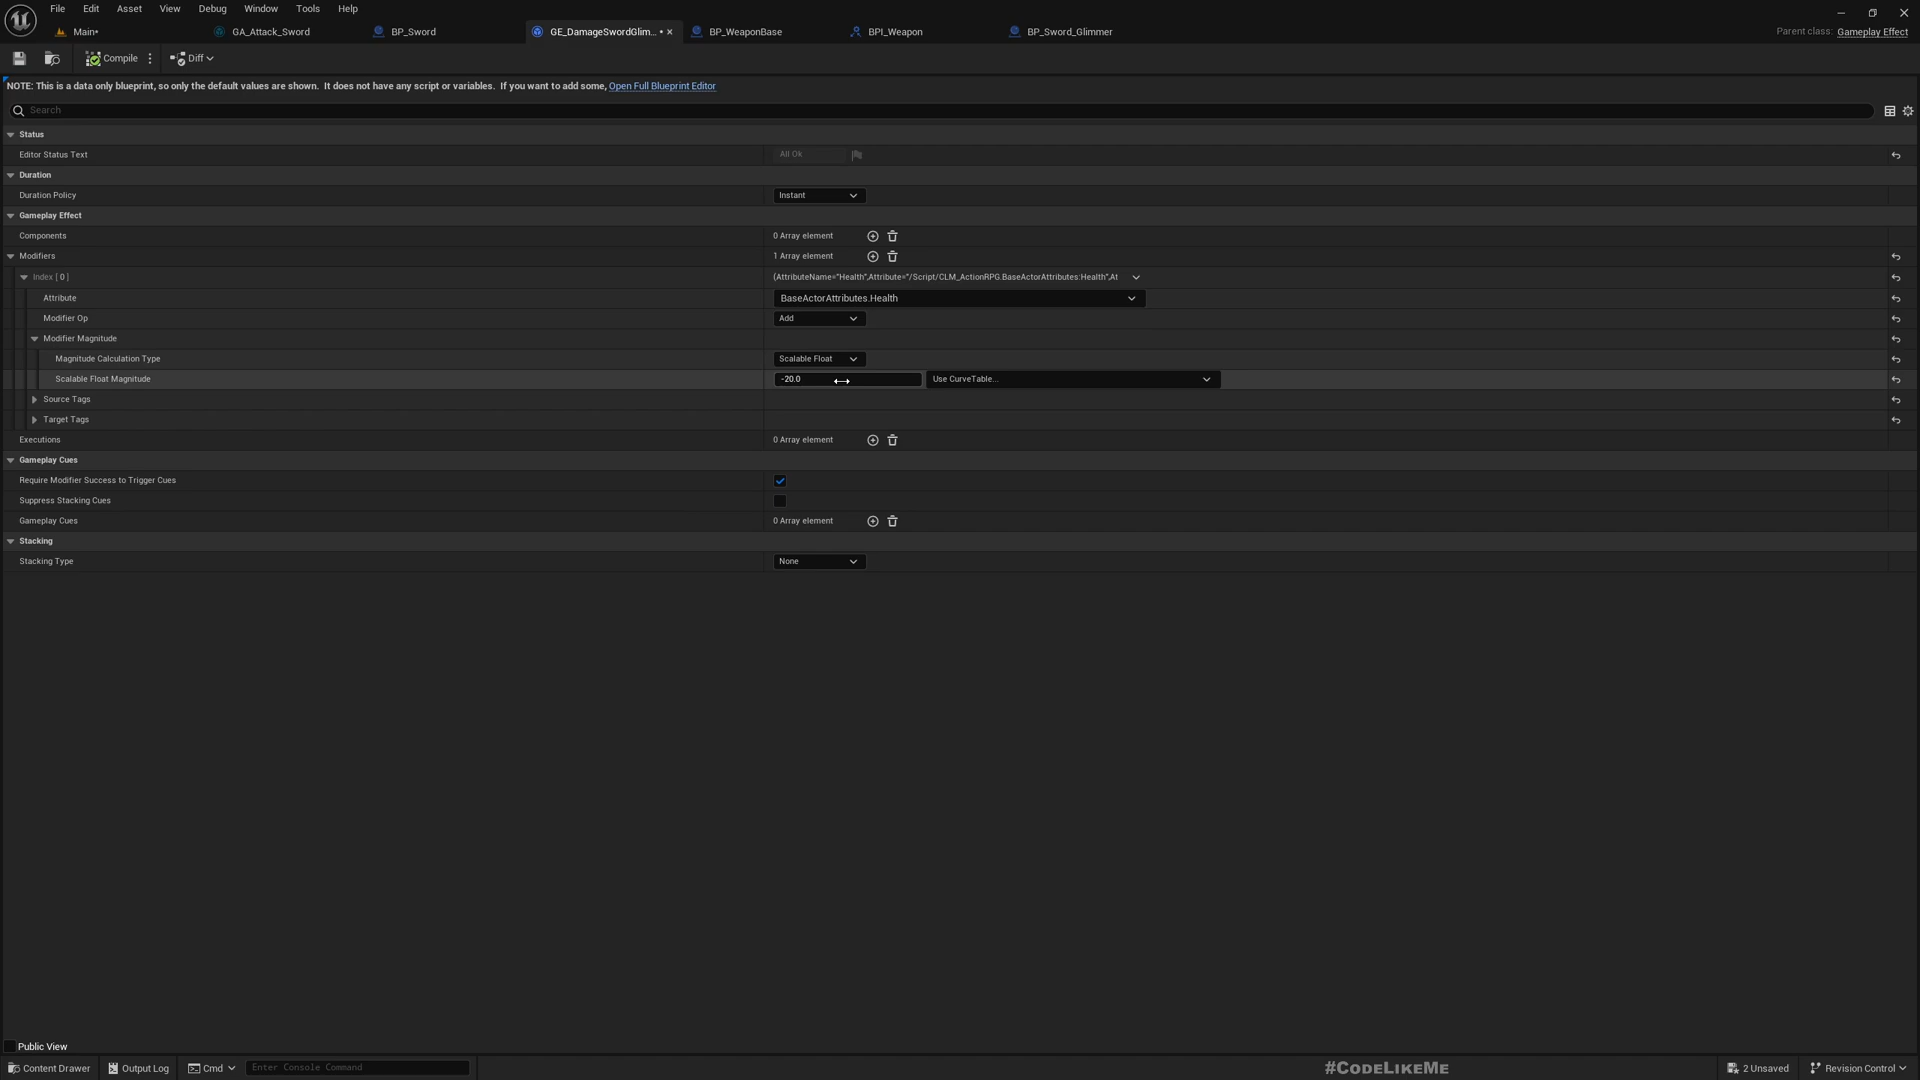 File Edit Asset View Debug Window Tools Help
Main• GA_Attack_Sword BP_Sword GE_DamageSwordGlim... • × BP_WeaponBase BPI_Weapon BP_Sword_Glimmer Parent class: Gameplay Effect
Compile Diff
NOTE: This is a data only blueprint, so only the default values are shown. It does not have any script or variables. If you want to add some, Open Full Blueprint Editor
Search
Status
Editor Status Text All Ok
Duration
Duration Policy Instant
Gameplay Effect
Components 0 Array element
Modifiers 1 Array element
Index [ 0 ] (AttributeName="Health",Attribute="/Script/CLM_ActionRPG.BaseActorAttributes:Health",At
Attribute BaseActorAttributes.Health
Modifier Op Add
Modifier Magnitude
Magnitude Calculation Type Scalable Float
Scalable Float Magnitude -20.0 Use CurveTable...
Source Tags
Target Tags
Executions 0 Array element
Gameplay Cues
Require Modifier Success to Trigger Cues
Suppress Stacking Cues
Gameplay Cues 0 Array element
Stacking
Stacking Type None
Public View
Content Drawer Output Log Cmd Enter Console Command #CODELIKEME 2 Unsaved Revision Control